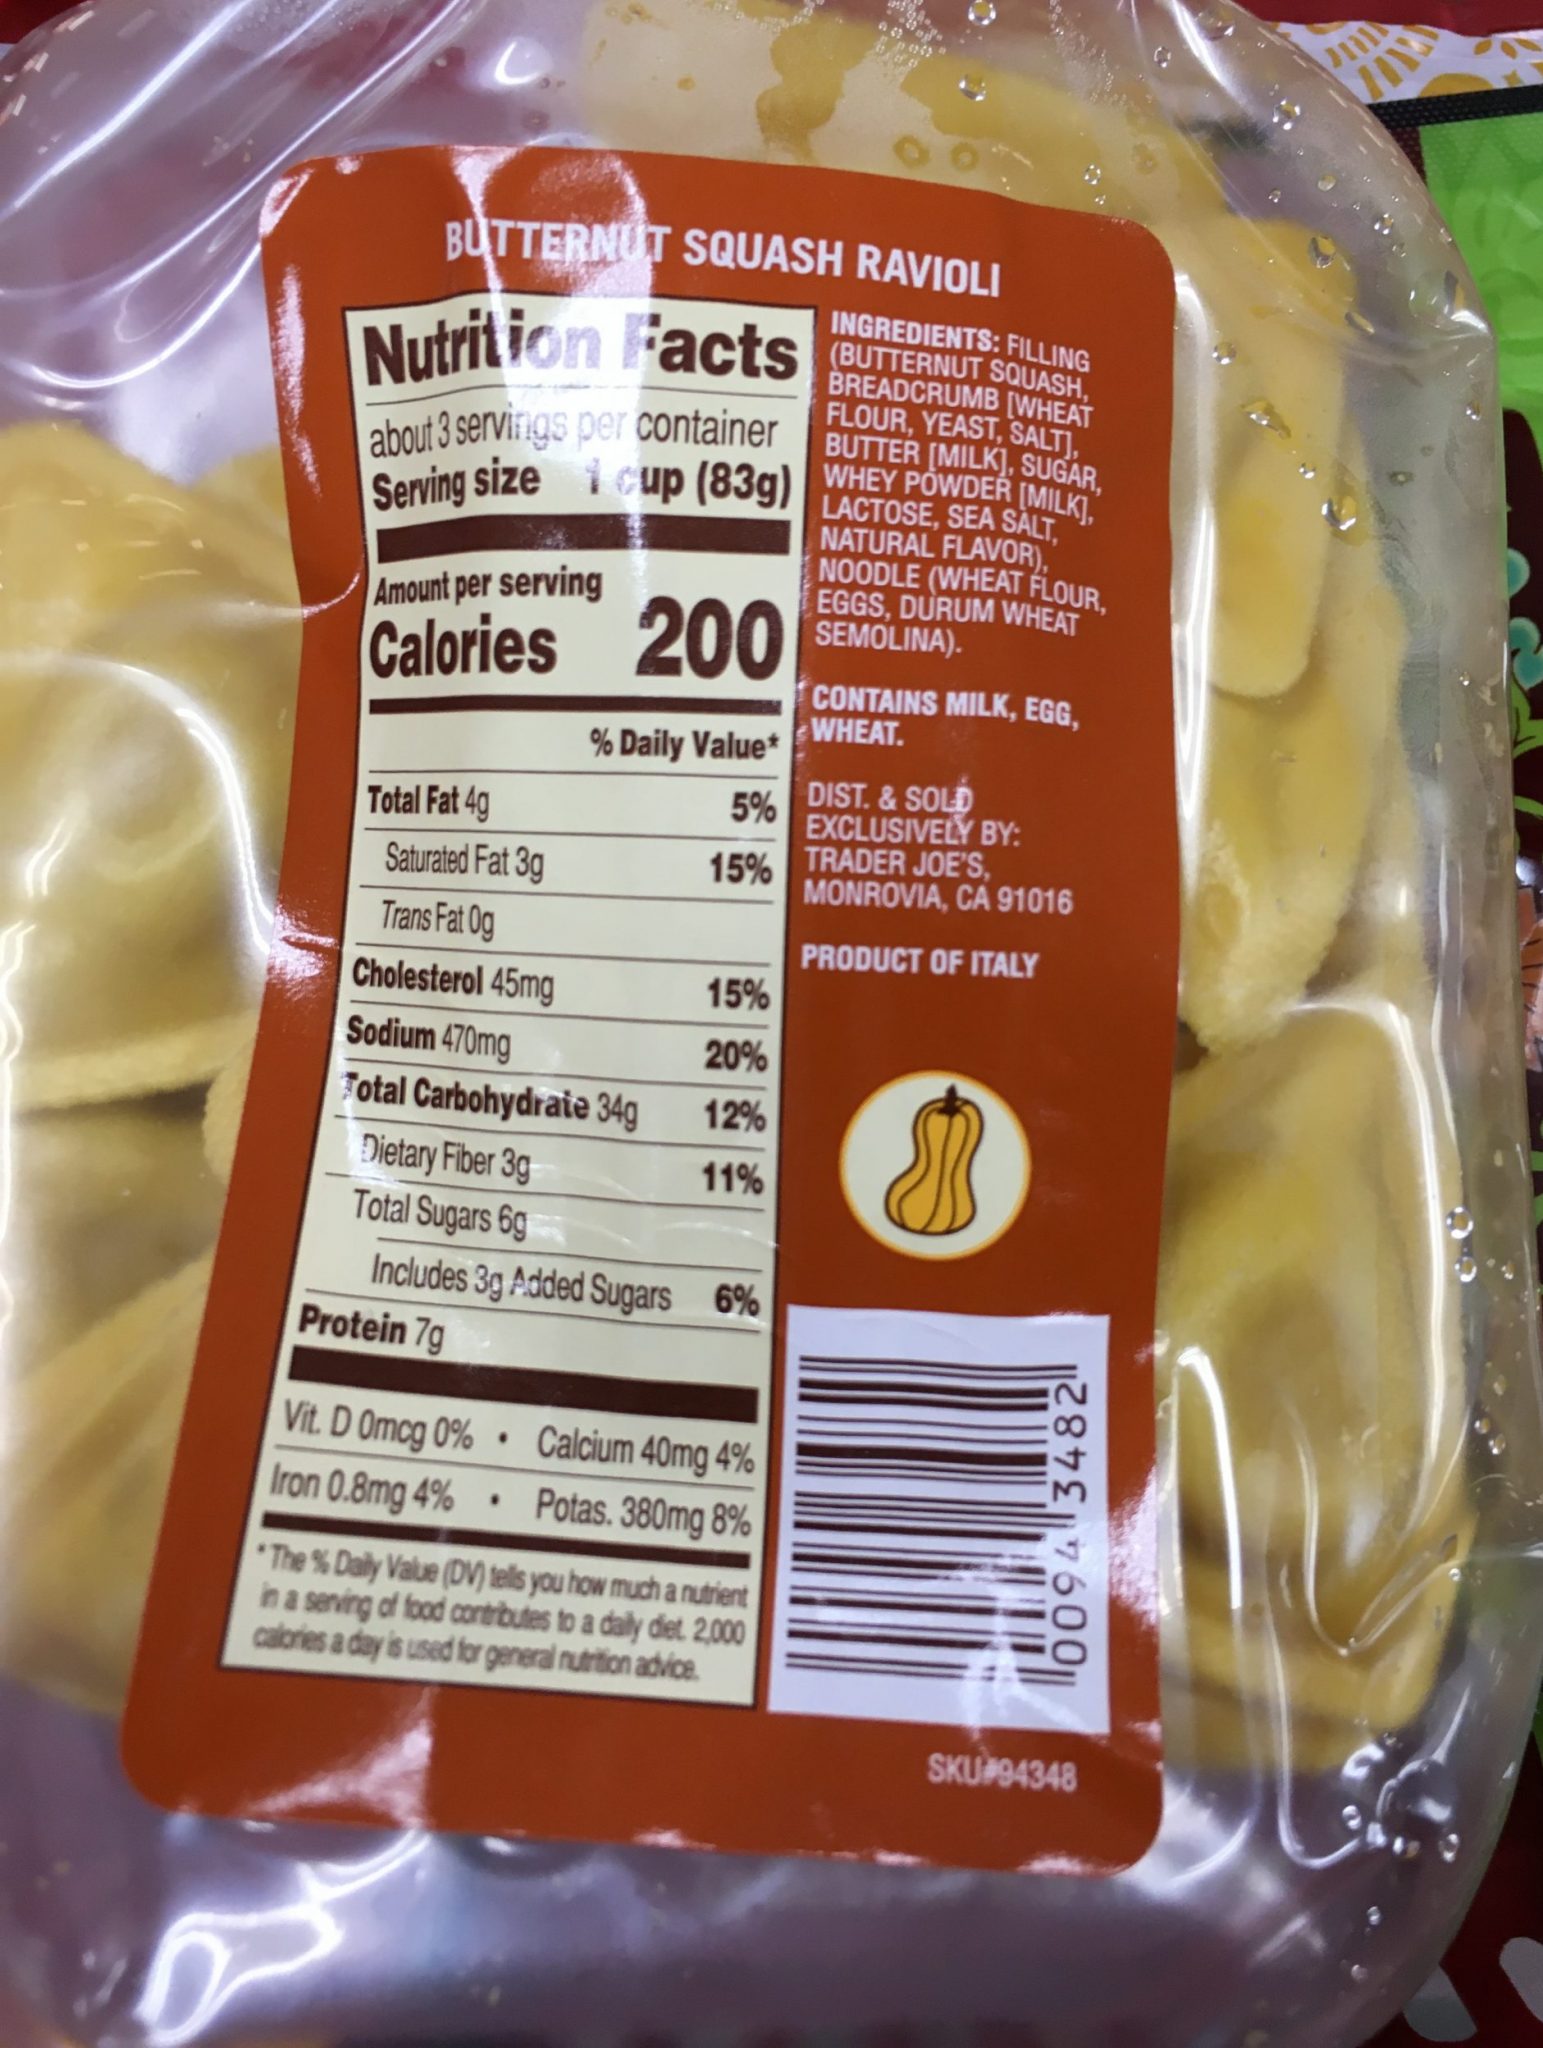 BUTTERNUT SQUASH RAVIOLI
Nutrition Facts
about 3 servings per container
Serving size 1 cup (83g)
Amount per serving
Calories 200
% Daily Value*
Total Fat 4g 5%
Saturated Fat 3g 15%
Trans Fat 0g
Cholesterol 45mg 15%
Sodium 470mg 20%
Total Carbohydrate 34g 12%
Dietary Fiber 3g 11%
Total Sugars 6g
Includes 3g Added Sugars 6%
Protein 7g
Vit. D 0mcg 0% • Calcium 40mg 4%
Iron 0.8mg 4% • Potas. 380mg 8%
*The % Daily Value (DV) tells you how much a nutrient
in a serving of food contributes to a daily diet. 2,000
calories a day is used for general nutrition advice.
INGREDIENTS: FILLING
(BUTTERNUT SQUASH,
BREADCRUMB [WHEAT
FLOUR, YEAST, SALT],
BUTTER [MILK], SUGAR,
WHEY POWDER [MILK],
LACTOSE, SEA SALT,
NATURAL FLAVOR),
NOODLE (WHEAT FLOUR,
EGGS, DURUM WHEAT
SEMOLINA).
CONTAINS MILK, EGG,
WHEAT.
DIST. & SOLD
EXCLUSIVELY BY:
TRADER JOE'S,
MONROVIA, CA 91016
PRODUCT OF ITALY
0094 3482
SKU#94348